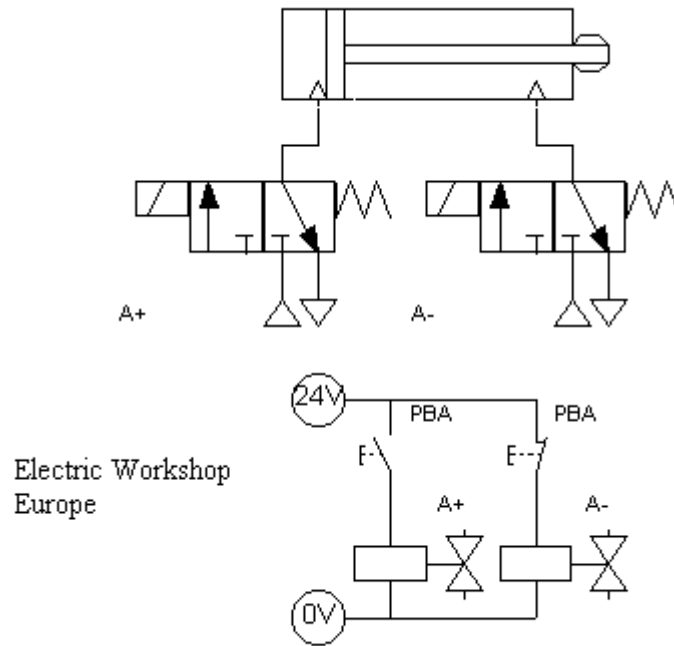 A+
A-
24V
PBA
PBA
Electric Workshop
Europe
A+
A-
0V